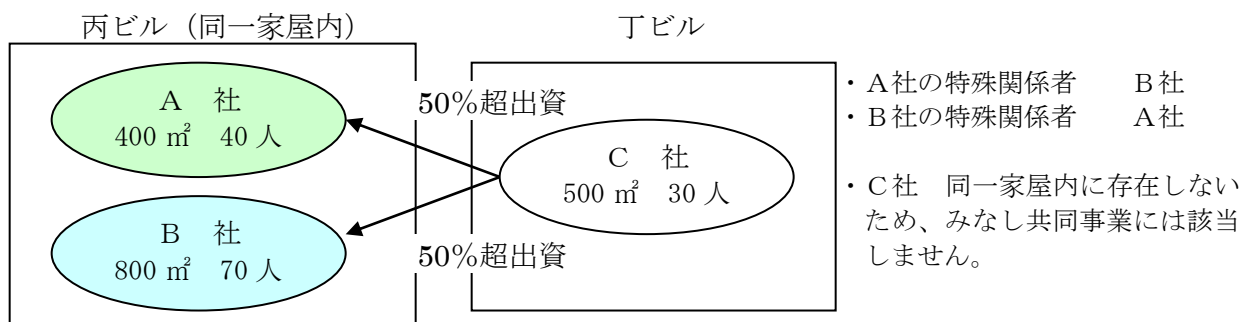 丙ビル（同一家屋内）
丁ビル
A　社
400 ㎡　40 人
B　社
800 ㎡　70 人
50％超出資
50％超出資
C　社
500 ㎡　30 人
・A社の特殊関係者　　B社
・B社の特殊関係者　　A社
・C社　同一家屋内に存在しない
ため、みなし共同事業には該当
しません。